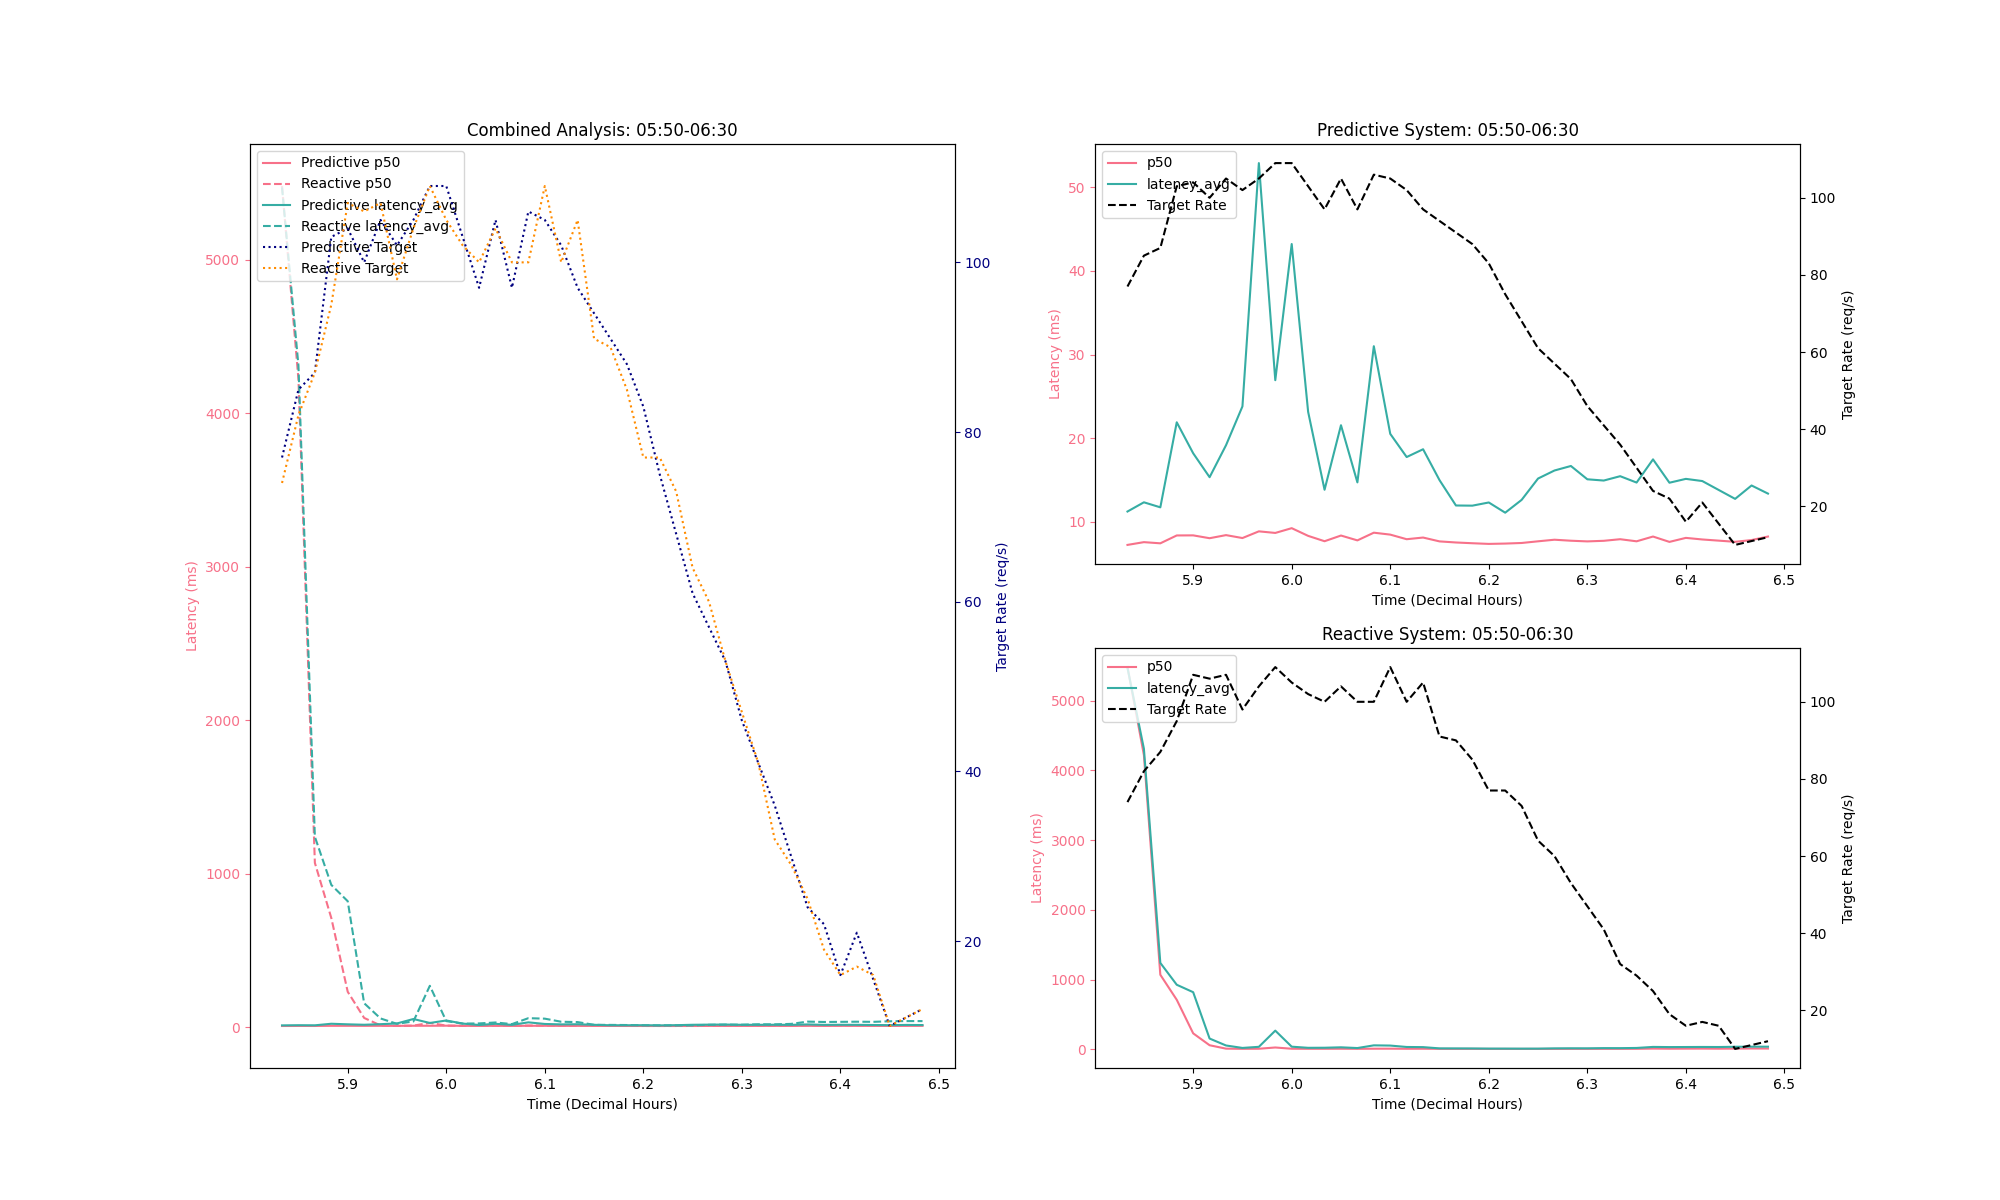 Combined Analysis: 05:50-06:30
Predictive p50
Reactive p50
Predictive latency_avg
Reactive latency_avg
Predictive Target
Reactive Target
5000
4000
3000
2000
1000
0
Latency (ms)
100
80
60
40
20
Target Rate (req/s)
5.9 6.0 6.1 6.2 6.3 6.4 6.5
Time (Decimal Hours)
Predictive System: 05:50-06:30
p50
latency_avg
Target Rate
50
40
30
20
10
Latency (ms)
100
80
60
40
20
Target Rate (req/s)
5.9 6.0 6.1 6.2 6.3 6.4 6.5
Time (Decimal Hours)
Reactive System: 05:50-06:30
p50
latency_avg
Target Rate
5000
4000
3000
2000
1000
0
Latency (ms)
100
80
60
40
20
Target Rate (req/s)
5.9 6.0 6.1 6.2 6.3 6.4 6.5
Time (Decimal Hours)